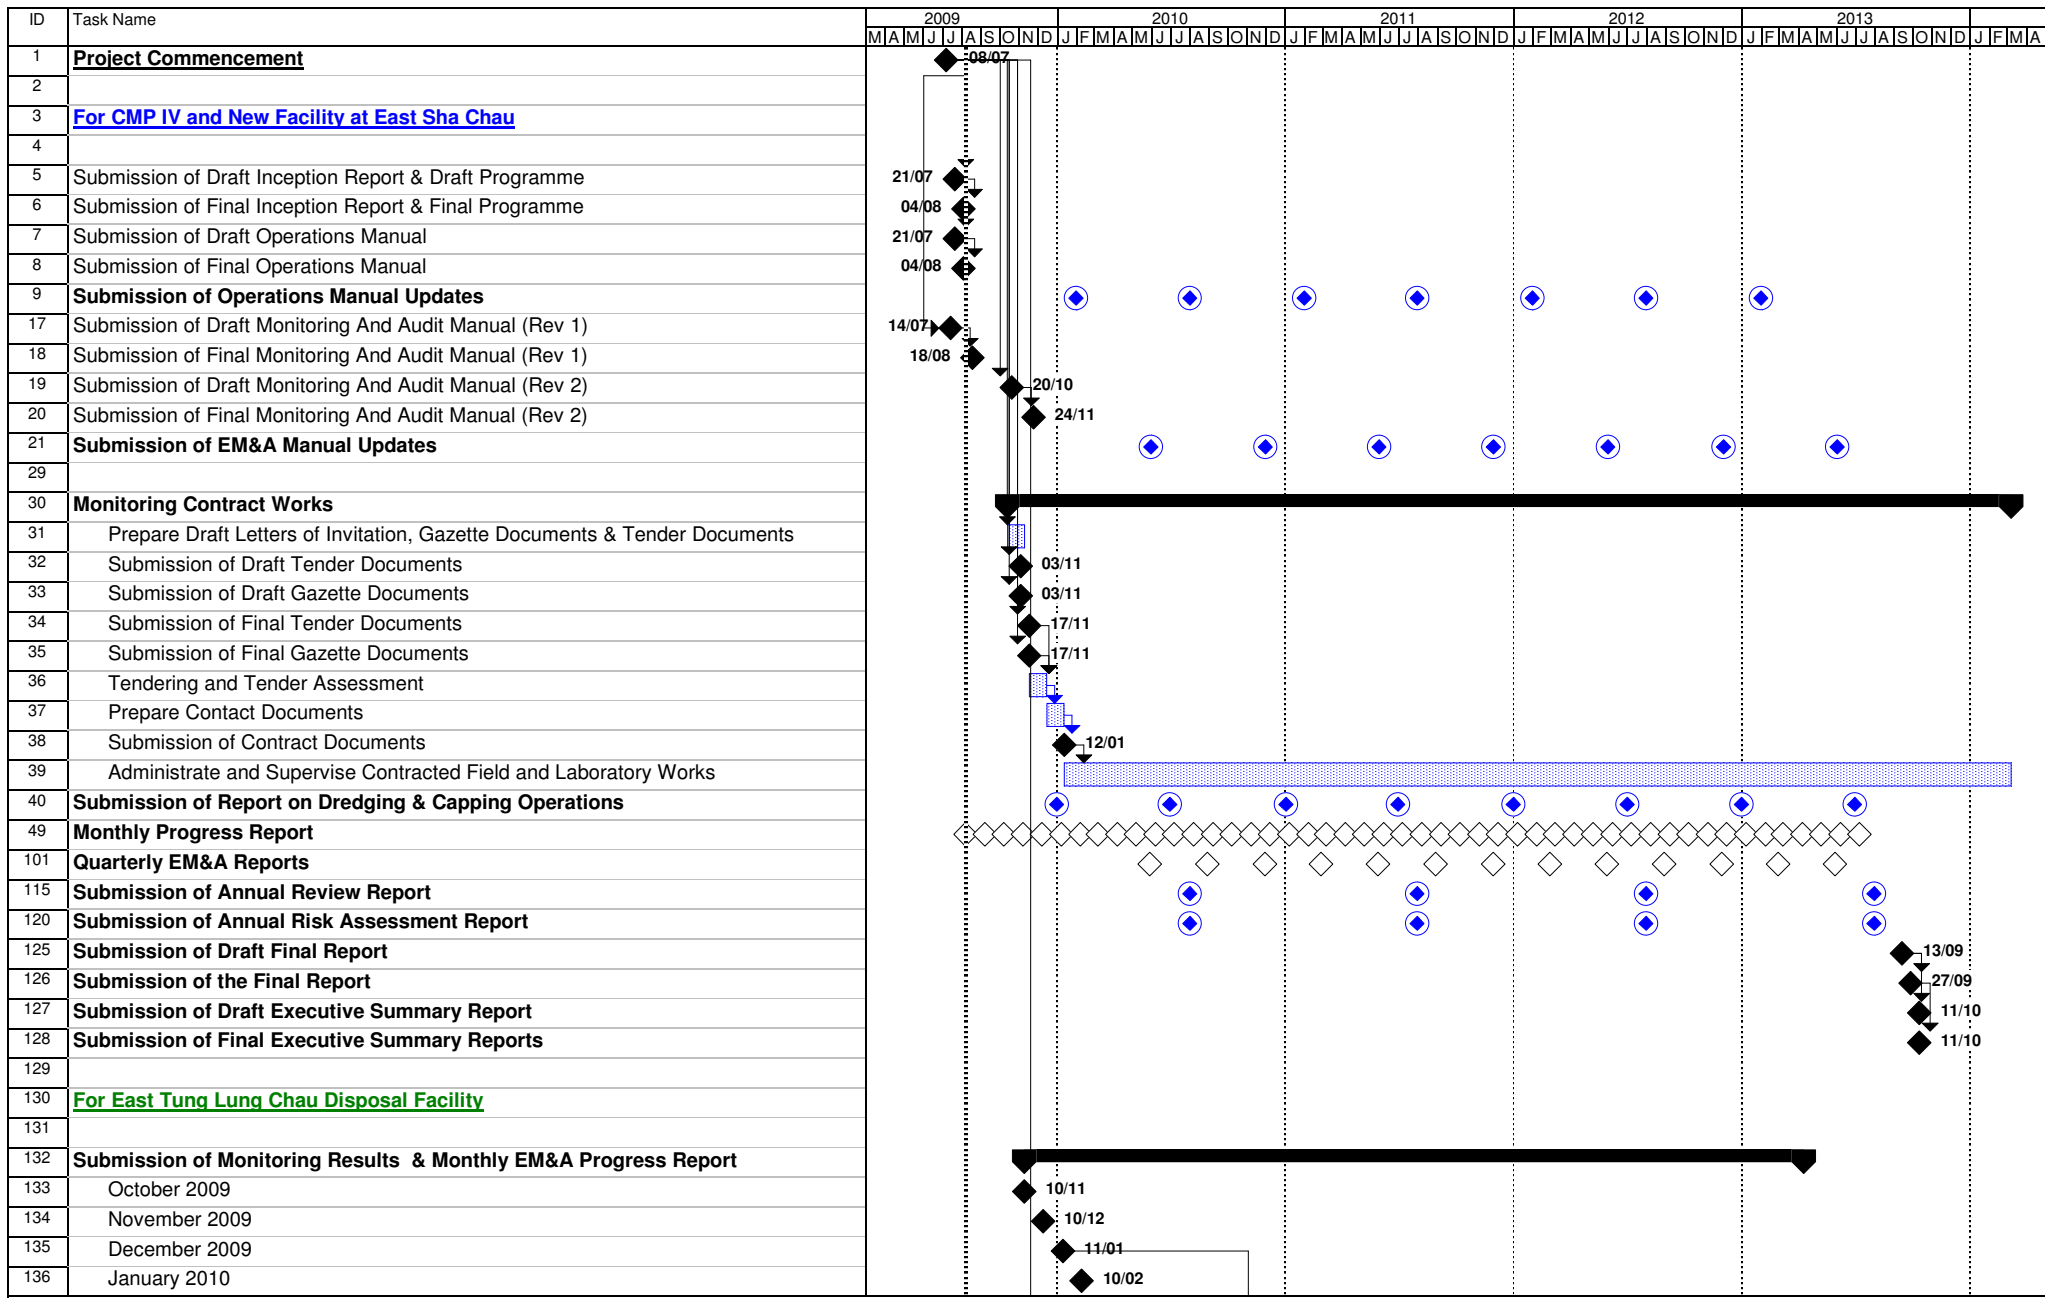 ID Task Name 2009 2010 2011 2012 2013
M A M J J A S O N D J F M A M J J A S O N D J F M A M J J A S O N D J F M A M J J A S O N D J F M A M J J A S O N D J F M A
1 Project Commencement 08/07
2
3 For CMP IV and New Facility at East Sha Chau
4
5 Submission of Draft Inception Report & Draft Programme 21/07
6 Submission of Final Inception Report & Final Programme 04/08
7 Submission of Draft Operations Manual 21/07
8 Submission of Final Operations Manual 04/08
9 Submission of Operations Manual Updates
17 Submission of Draft Monitoring And Audit Manual (Rev 1) 14/07
18 Submission of Final Monitoring And Audit Manual (Rev 1) 18/08
19 Submission of Draft Monitoring And Audit Manual (Rev 2) 20/10
20 Submission of Final Monitoring And Audit Manual (Rev 2) 24/11
21 Submission of EM&A Manual Updates
29
30 Monitoring Contract Works
31 Prepare Draft Letters of Invitation, Gazette Documents & Tender Documents
32 Submission of Draft Tender Documents 03/11
33 Submission of Draft Gazette Documents 03/11
34 Submission of Final Tender Documents 17/11
35 Submission of Final Gazette Documents 17/11
36 Tendering and Tender Assessment
37 Prepare Contact Documents
38 Submission of Contract Documents 12/01
39 Administrate and Supervise Contracted Field and Laboratory Works
40 Submission of Report on Dredging & Capping Operations
49 Monthly Progress Report
101 Quarterly EM&A Reports
115 Submission of Annual Review Report
120 Submission of Annual Risk Assessment Report
125 Submission of Draft Final Report 13/09
126 Submission of the Final Report 27/09
127 Submission of Draft Executive Summary Report 11/10
128 Submission of Final Executive Summary Reports 11/10
129
130 For East Tung Lung Chau Disposal Facility
131
132 Submission of Monitoring Results & Monthly EM&A Progress Report
133 October 2009 10/11
134 November 2009 10/12
135 December 2009 11/01
136 January 2010 10/02